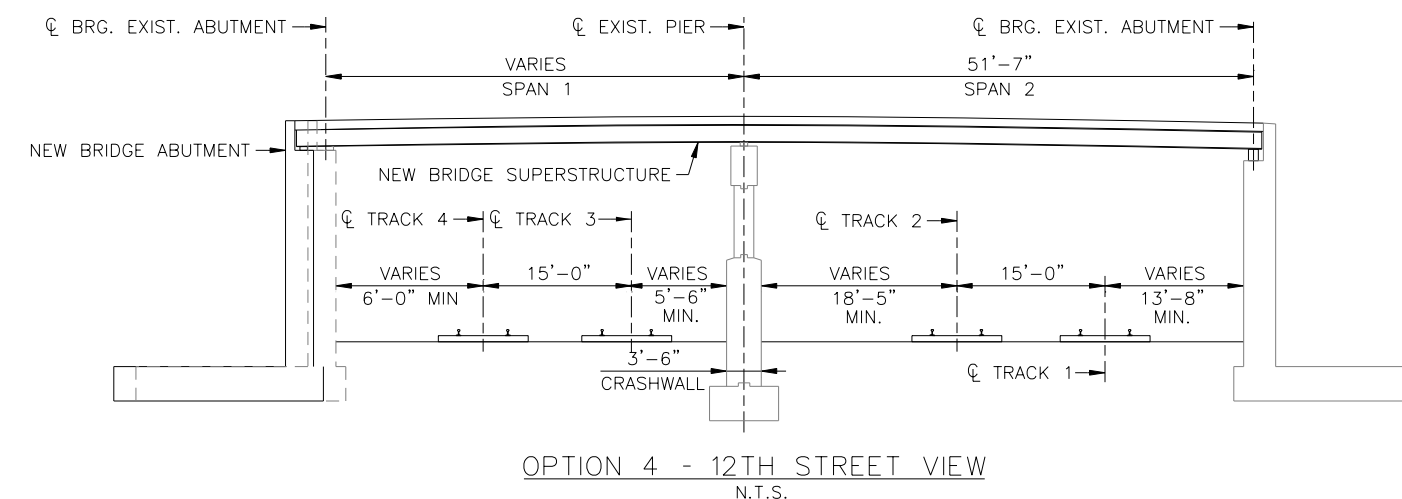 ℄ BRG. EXIST. ABUTMENT
℄ EXIST. PIER
℄ BRG. EXIST. ABUTMENT
VARIES
SPAN 1
51'-7"
SPAN 2
NEW BRIDGE ABUTMENT
NEW BRIDGE SUPERSTRUCTURE
℄ TRACK 4
℄ TRACK 3
℄ TRACK 2
VARIES
6'-0" MIN
15'-0"
VARIES
5'-6"
MIN.
VARIES
18'-5"
MIN.
15'-0"
VARIES
13'-8"
MIN.
3'-6"
CRASHWALL
℄ TRACK 1
OPTION 4 - 12TH STREET VIEW
N.T.S.